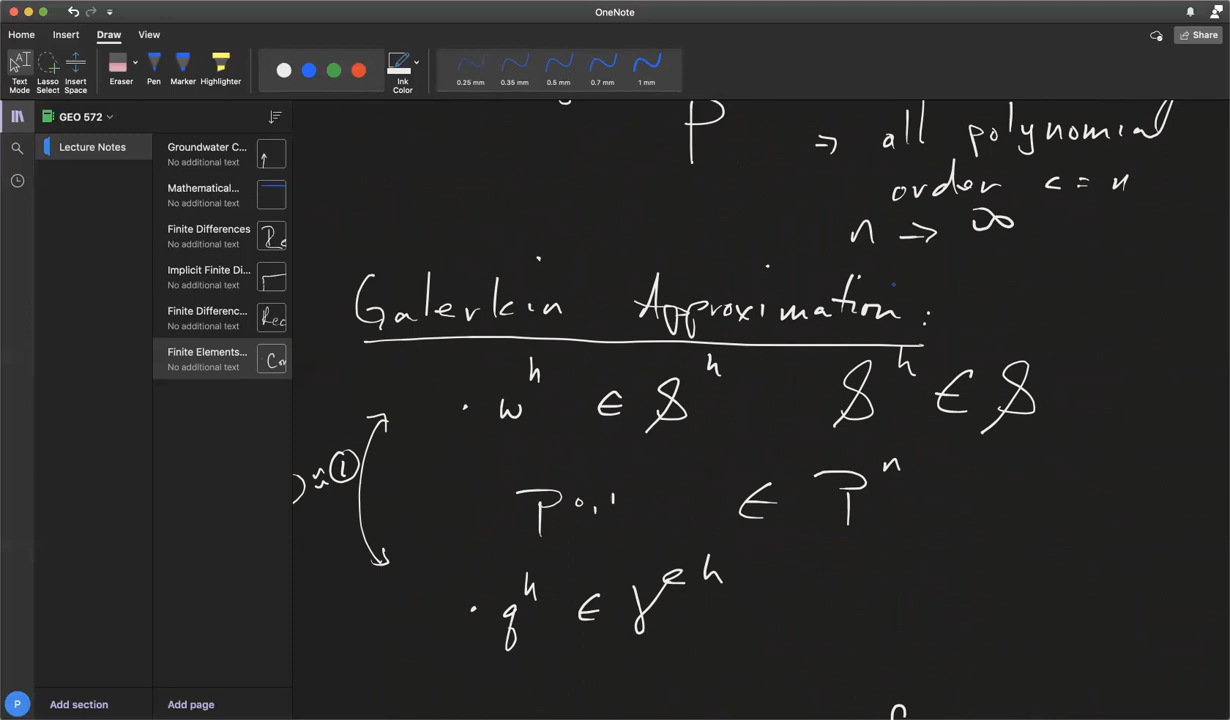 OneNote
Home Insert Draw View
Share
Text Mode
Lasso Select
Insert Space
Eraser
Pen
Marker
Highlighter
Ink Color
0.25 mm 0.35 mm 0.5 mm 0.7 mm 1 mm
GEO 572
Lecture Notes
Groundwater C...
No additional text
Mathematical...
No additional text
Finite Differences
No additional text
Implicit Finite Di...
No additional text
Finite Differenc...
No additional text
Finite Elements...
No additional text
P
Add section
Add page
P ⇒ all polynomial
order < = n
n → ∞
Galerkin Approximation:
· w^h ∈ S^h S^h ∈ S
≈ ①
P^0,1 ∈ P^n
· q^h ∈ V^h